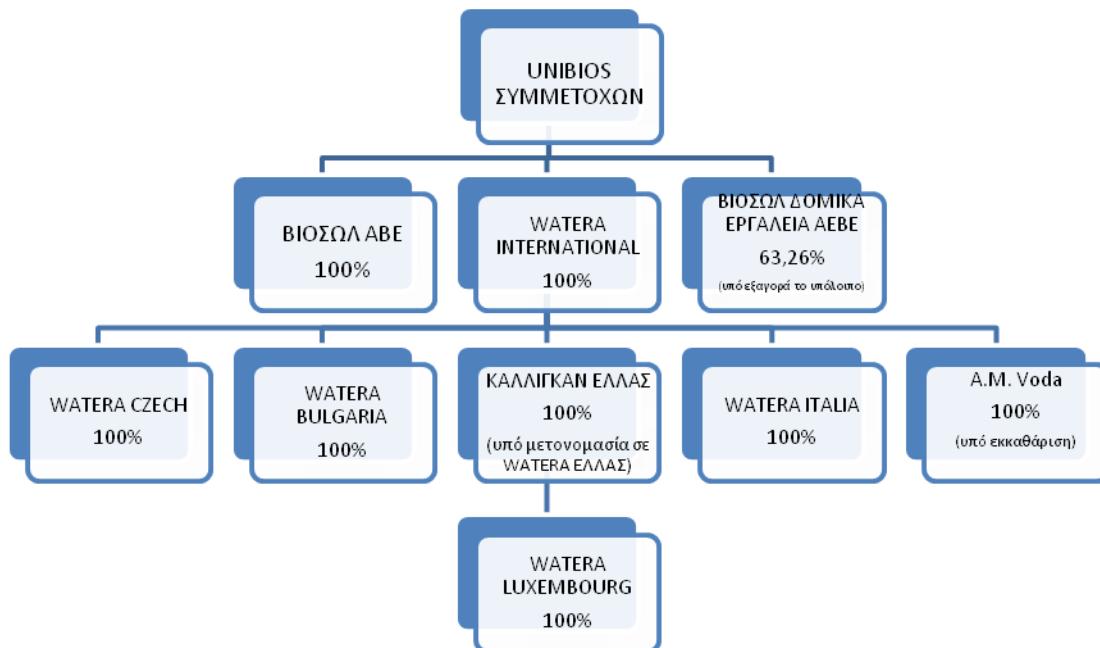 UNIBIOS
ΣΥΜΜΕΤΟΧΩΝ
ΒΙΟΣΩΛ ΑΒΕ
100%
WATERA
INTERNATIONAL
100%
ΒΙΟΣΩΛ ΔΟΜΙΚΑ
ΕΡΓΑΛΕΙΑ ΑΕΒΕ
63,26%
(υπό εξαγορά το υπόλοιπο)
WATERA CZECH
100%
WATERA
BULGARIA
100%
ΚΑΛΛΙΓΚΑΝ ΕΛΛΑΣ
100%
(υπό μετονομασία σε
WATERA ΕΛΛΑΣ)
WATERA ITALIA
100%
A.M. Voda
100%
(υπό εκκαθάριση)
WATERA
LUXEMBOURG
100%